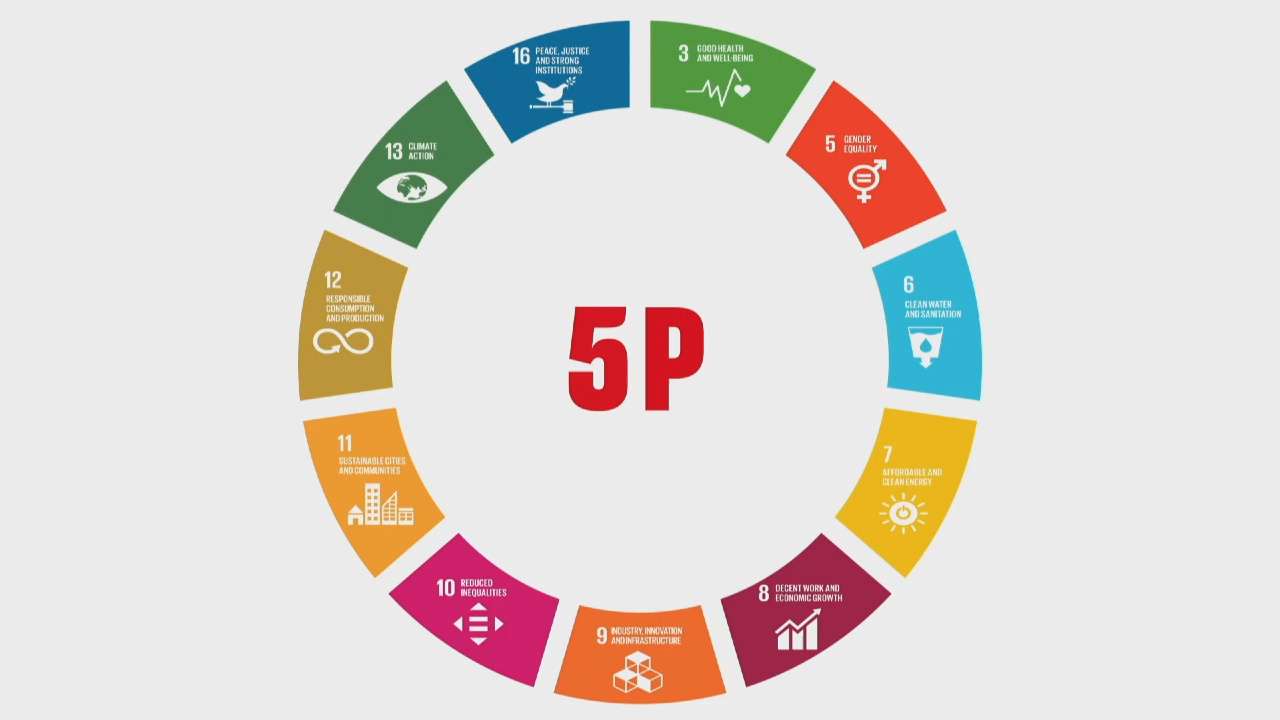 16 PEACE, JUSTICE
AND STRONG
INSTITUTIONS
3 GOOD HEALTH
AND WELL-BEING
5 GENDER
EQUALITY
6
CLEAN WATER
AND SANITATION
7
AFFORDABLE AND
CLEAN ENERGY
8 DECENT WORK AND
ECONOMIC GROWTH
9 INDUSTRY, INNOVATION
AND INFRASTRUCTURE
10 REDUCED
INEQUALITIES
11
SUSTAINABLE CITIES
AND COMMUNITIES
12
RESPONSIBLE
CONSUMPTION
AND PRODUCTION
13 CLIMATE
ACTION
5P